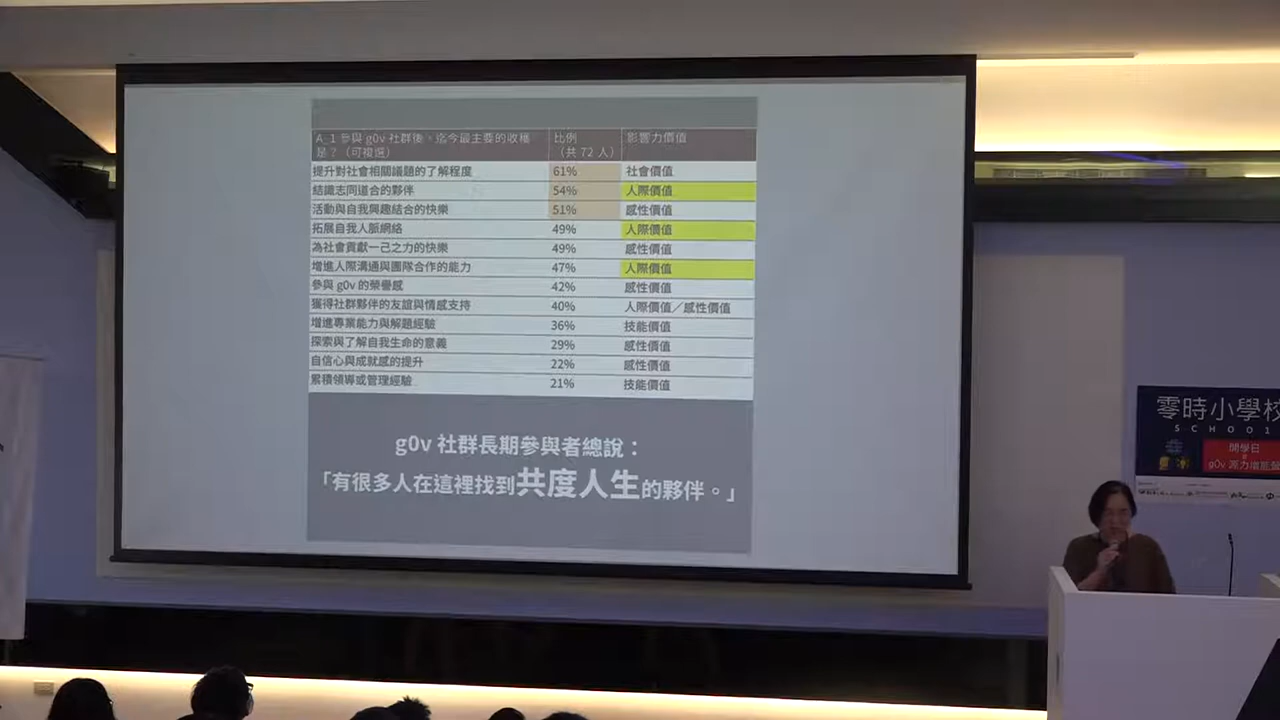 A_1 參與 g0v 社群後,迄今最主要的收穫
是?(可複選)
比例
(共 72 人)
影響力價值
提升對社會相關議題的了解程度 61% 社會價值
結識志同道合的夥伴 54% 人際價值
活動與自我興趣結合的快樂 51% 感性價值
拓展自我人脈網絡 49% 人際價值
為社會貢獻一己之力的快樂 49% 感性價值
增進人際溝通與團隊合作的能力 47% 人際價值
參與 g0v 的榮譽感 42% 感性價值
獲得社群夥伴的友誼與情感支持 40% 人際價值/感性價值
增進專業能力與解題經驗 36% 技能價值
探索與了解自我生命的意義 29% 感性價值
自信心與成就感的提升 22% 感性價值
累積領導或管理經驗 21% 技能價值
g0v 社群長期參與者總說:
「有很多人在這裡找到共度人生的夥伴。」
零時小學校
SCHOO1
開學日
g0v 源力增能